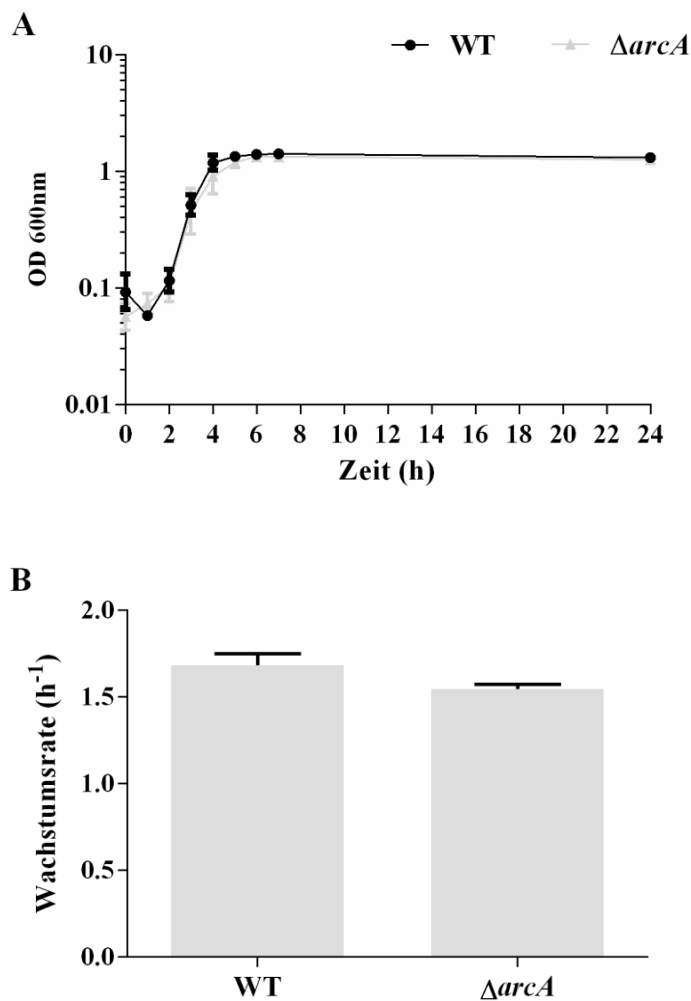 A
WT ΔarcA
10
1
0.1
0.01
OD 600nm
0 2 4 6 8 10 12 14 16 18 20 22 24
Zeit (h)
B
2.0
1.5
1.0
0.5
0.0
Wachstumsrate (h⁻¹)
WT ΔarcA